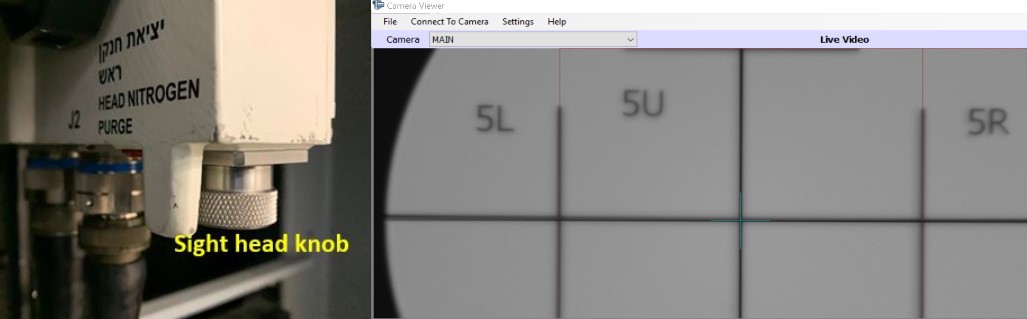 יציאת חנקן
ראש
HEAD NITROGEN
PURGE
J2
Sight head knob
Camera Viewer
File Connect To Camera Settings Help
Camera MAIN Live Video
5L 5U 5R